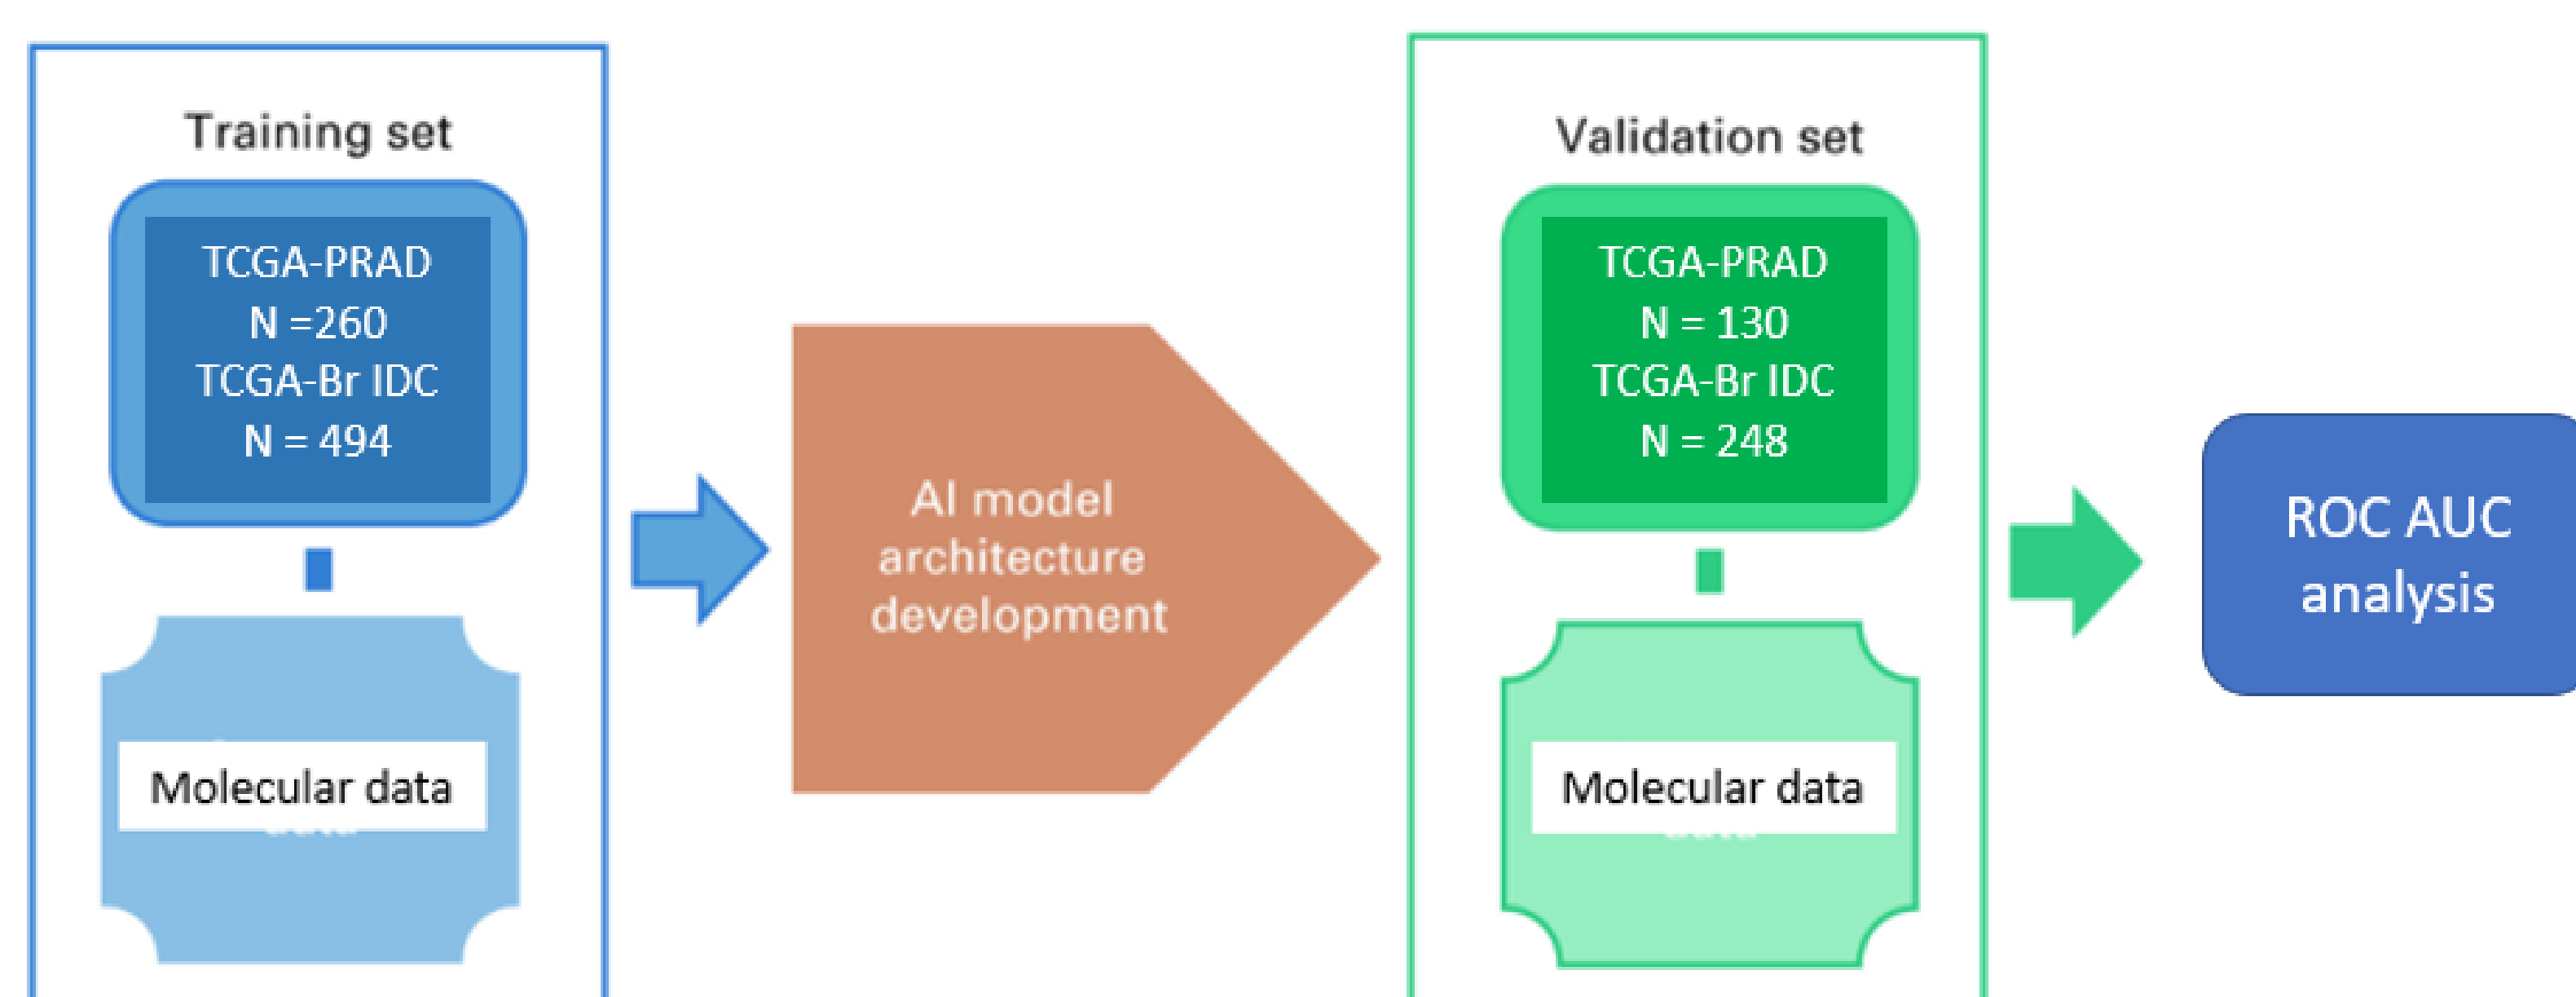 Training set
TCGA-PRAD
N =260
TCGA-Br IDC
N = 494
Molecular data
AI model
architecture
development
Validation set
TCGA-PRAD
N = 130
TCGA-Br IDC
N = 248
Molecular data
ROC AUC
analysis